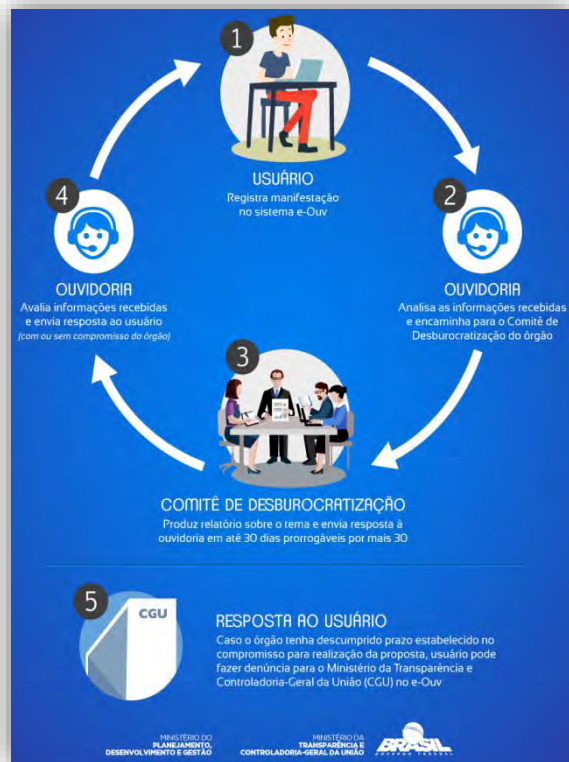 1
USUÁRIO
Registra manifestação
no sistema e-Ouv
2
OUVIDORIA
Analisa as informações recebidas
e encaminha para o Comitê de
Desburocratização do órgão
3
COMITÊ DE DESBUROCRATIZAÇÃO
Produz relatório sobre o tema e envia resposta à
ouvidoria em até 30 dias prorrogáveis por mais 30
4
OUVIDORIA
Avalia informações recebidas
e envia resposta ao usuário
(com ou sem compromisso do órgão)
5
CGU
RESPOSTA AO USUÁRIO
Caso o órgão tenha descumprido prazo estabelecido no
compromisso para realização da proposta, usuário pode
fazer denúncia para o Ministério da Transparência e
Controladoria-Geral da União (CGU) no e-Ouv
MINISTÉRIO DO
PLANEJAMENTO,
DESENVOLVIMENTO E GESTÃO
MINISTÉRIO DA
TRANSPARÊNCIA E
CONTROLADORIA-GERAL DA UNIÃO
BRASIL
GOVERNO FEDERAL